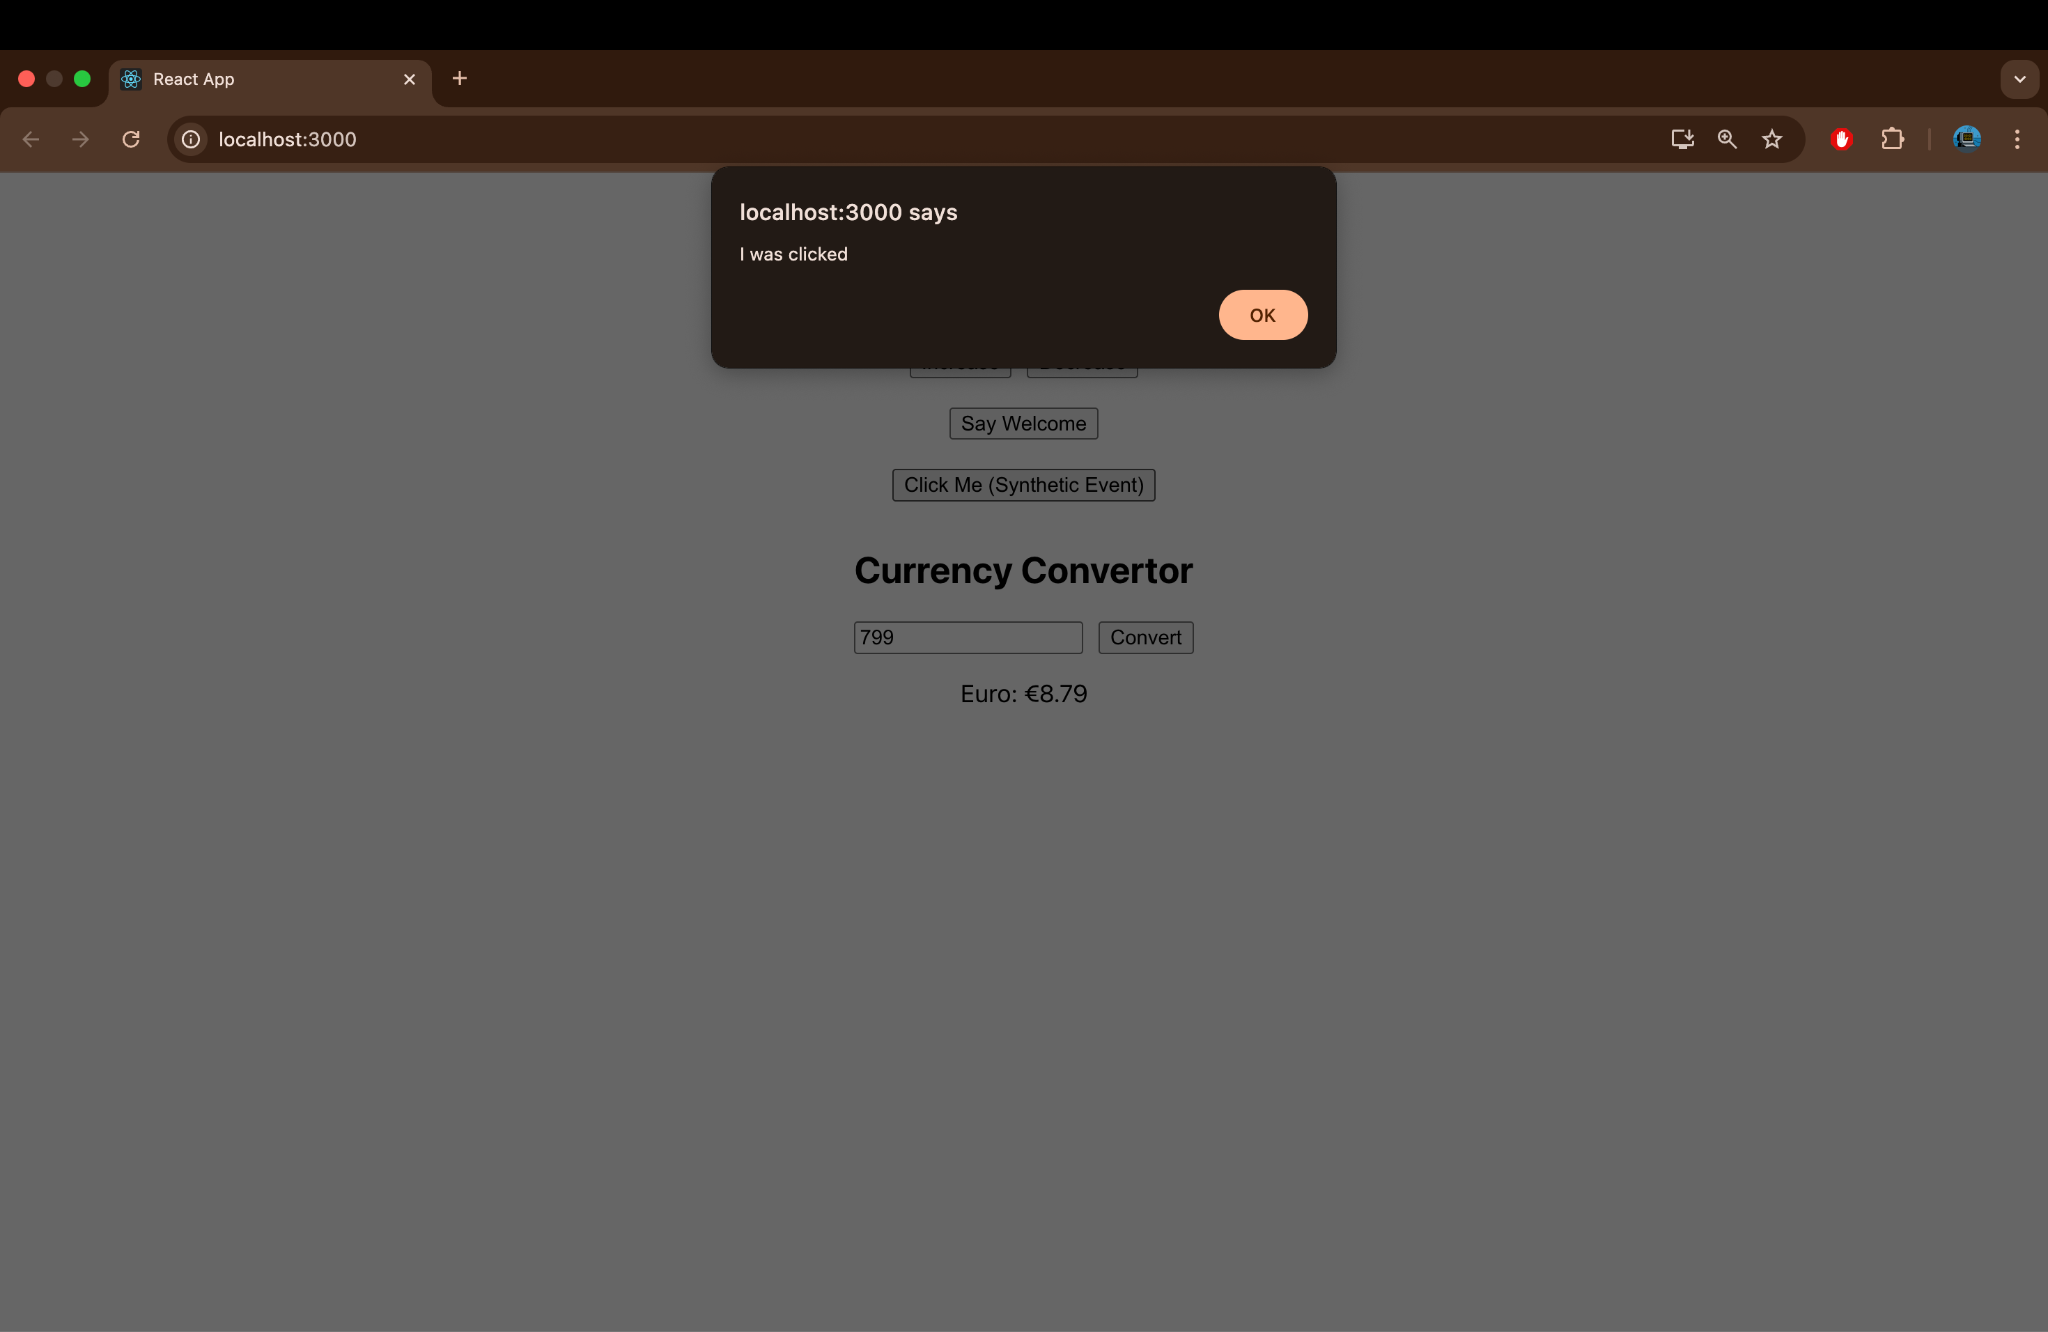 React App
localhost:3000
localhost:3000 says
I was clicked
OK
Say Welcome
Click Me (Synthetic Event)
Currency Convertor
799 Convert
Euro: €8.79